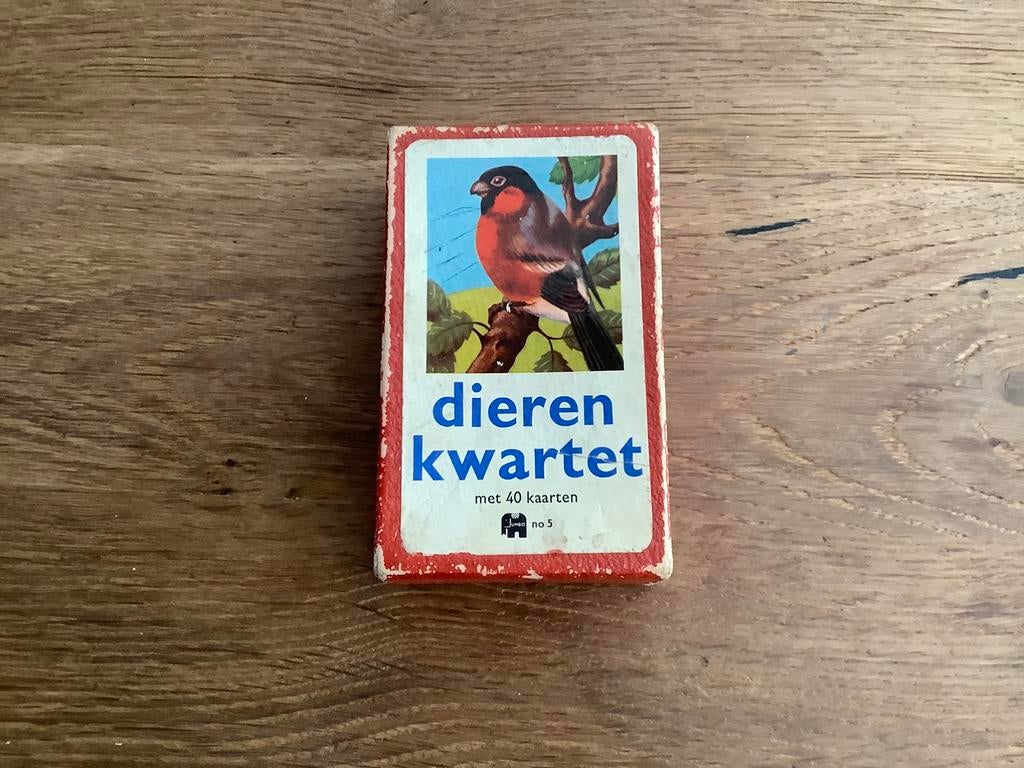 dieren
kwartet
met 40 kaarten
JUMBO no 5